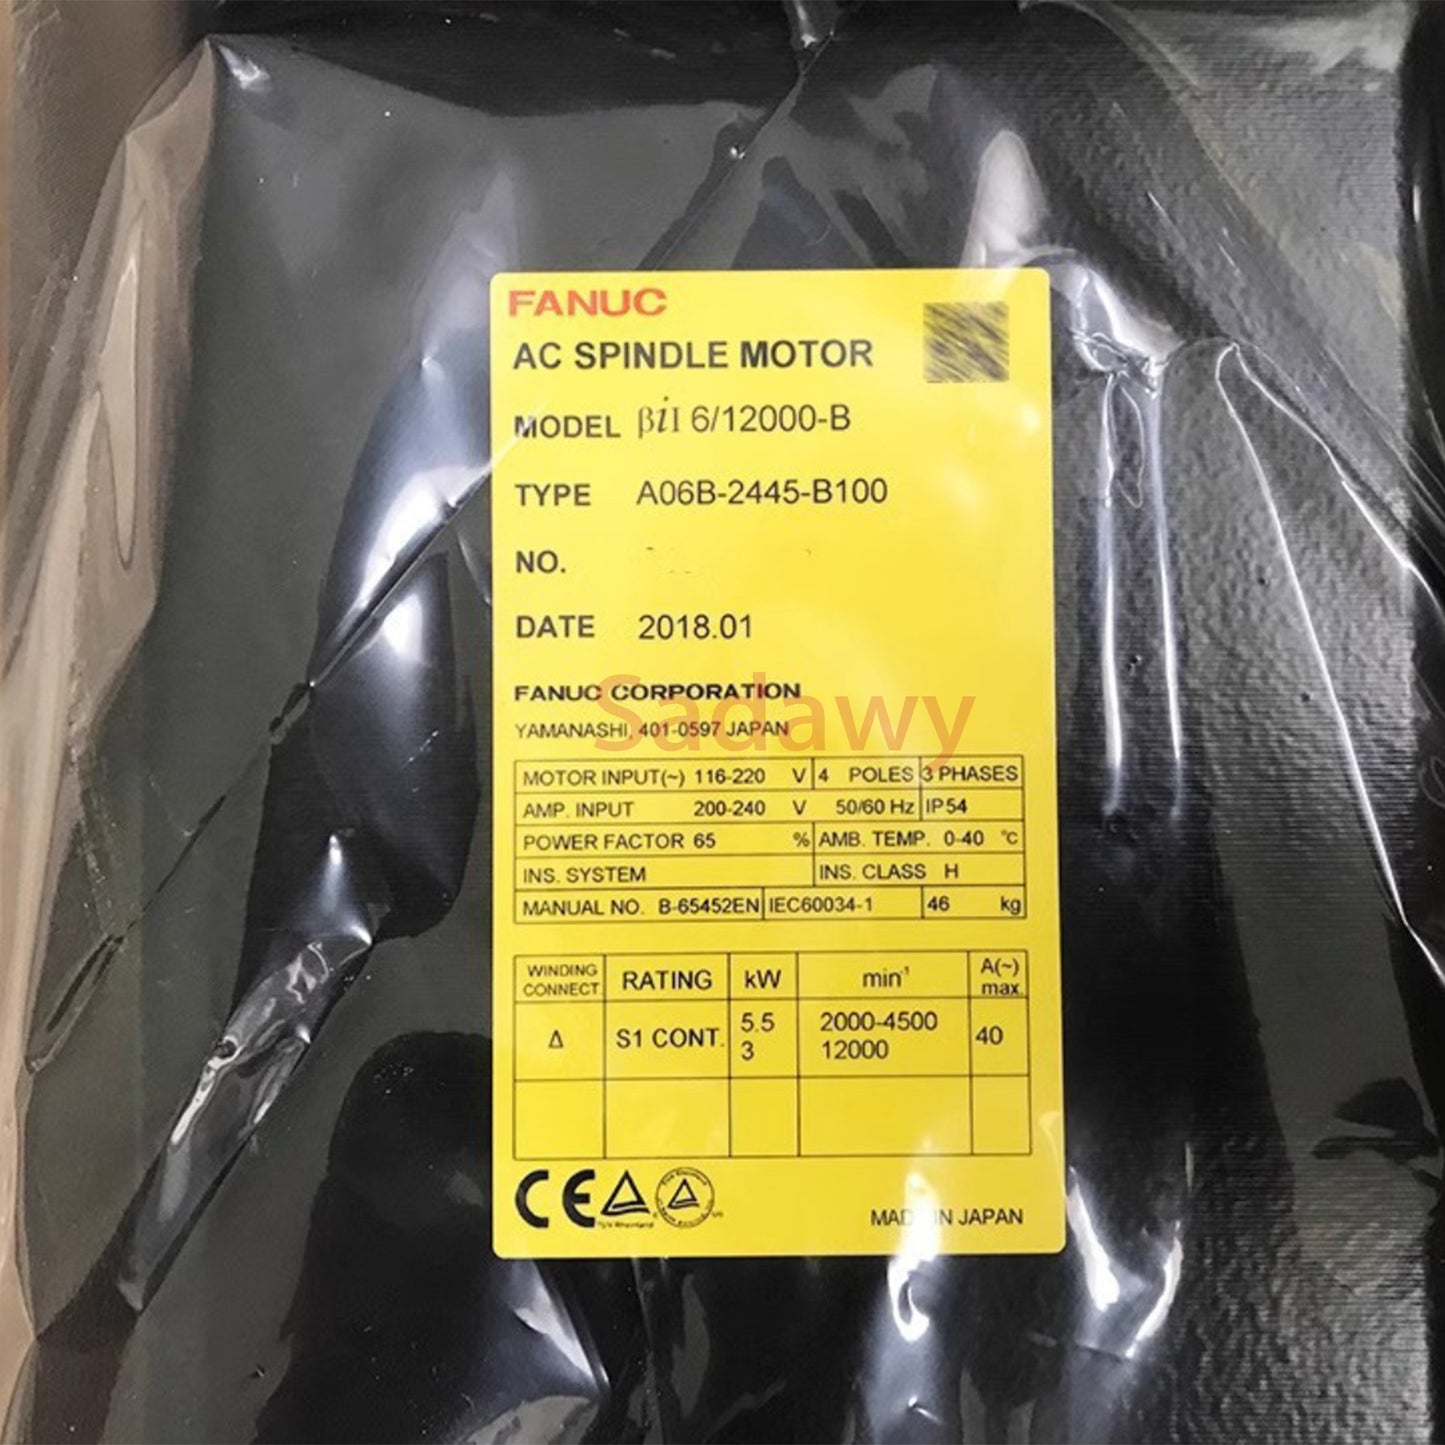 FANUC
AC SPINDLE MOTOR
MODEL βiI 6/12000-B
TYPE A06B-2445-B100
NO.
DATE 2018.01
FANUC CORPORATION
YAMANASHI, 401-0597 JAPAN
Sadawy
MOTOR INPUT(~) 116-220 V 4 POLES 3 PHASES
AMP. INPUT 200-240 V 50/60 Hz IP54
POWER FACTOR 65 % AMB. TEMP. 0-40 ℃
INS. SYSTEM INS. CLASS H
MANUAL NO. B-65452EN IEC60034-1 46 kg
WINDING CONNECT. RATING kW min⁻¹ A(~) max.
Δ S1 CONT. 5.5 2000-4500 40
3 12000
CE TÜV Rheinland C US
MADE IN JAPAN